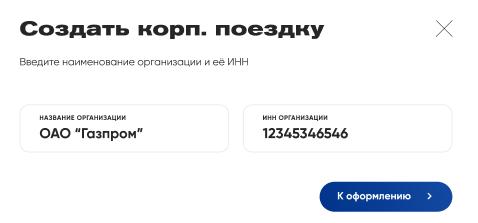 Создать корп. поездку
Введите наименование организации и её ИНН
НАЗВАНИЕ ОРГАНИЗАЦИИ
ОАО “Газпром”
ИНН ОРГАНИЗАЦИИ
12345346546
К оформлению